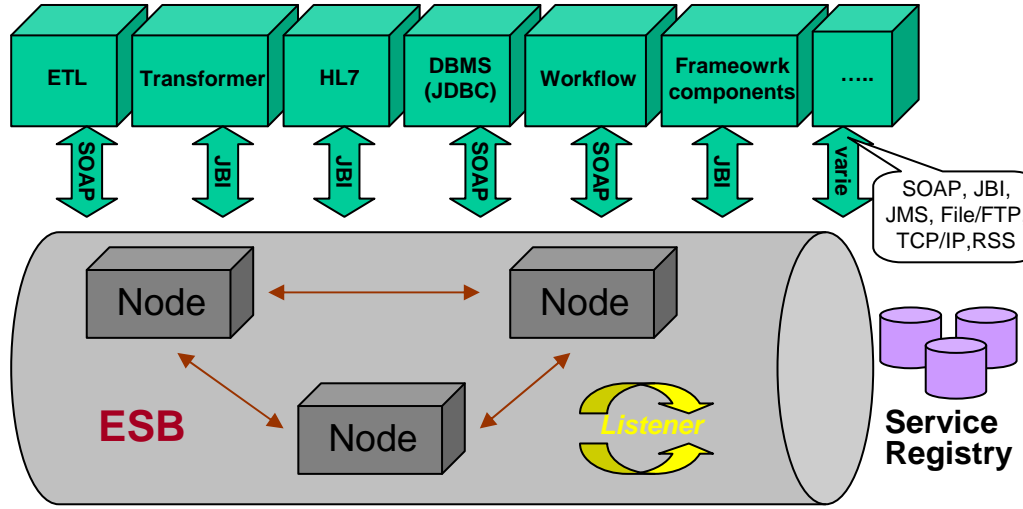 ETL
Transformer
HL7
DBMS
(JDBC)
Workflow
Frameowrk
components
.....
SOAP
JBI
JBI
SOAP
SOAP
JBI
varie
SOAP, JBI,
JMS, File/FTP
TCP/IP,RSS
Node
Node
Node
ESB
Listener
Service
Registry